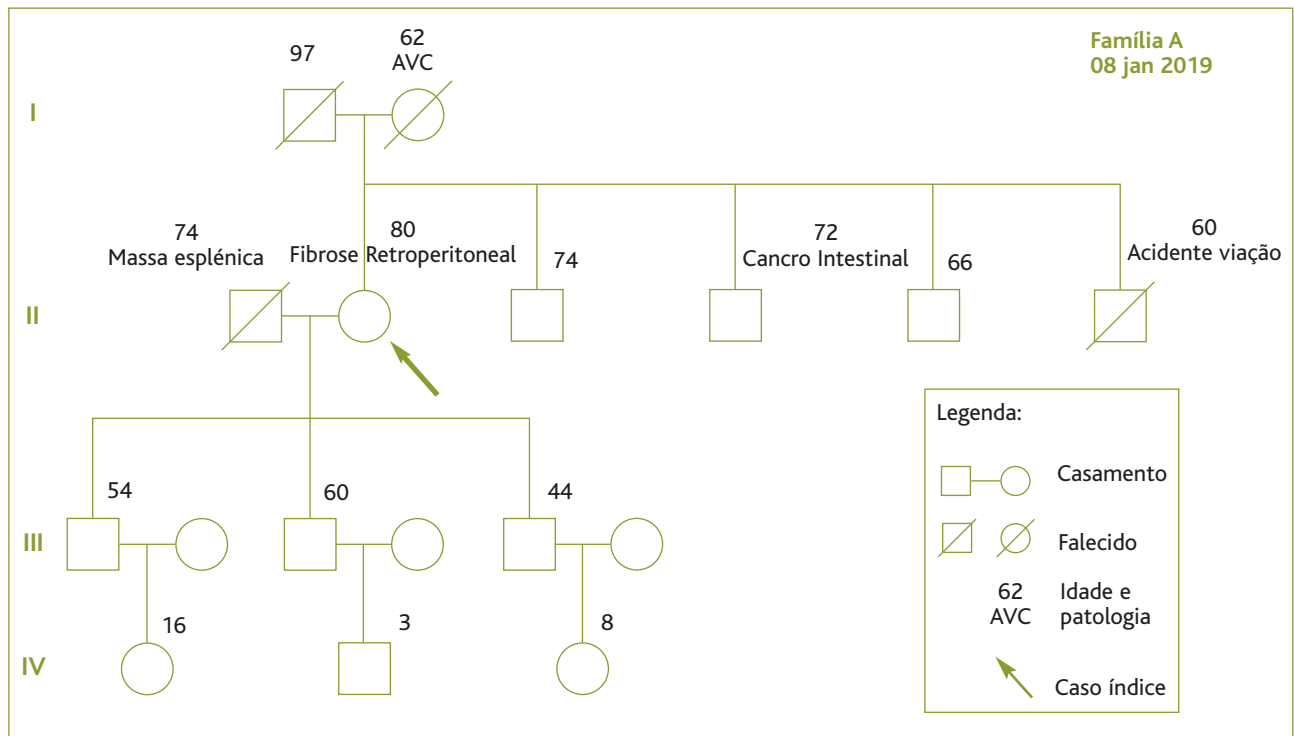 Família A
08 jan 2019
97
62
AVC
I
74
Massa esplénica
80
Fibrose Retroperitoneal
74
72
Cancro Intestinal
66
60
Acidente viação
II
Legenda:
Casamento
Falecido
62
AVC
Idade e
patologia
Caso índice
54
60
44
III
16
3
8
IV